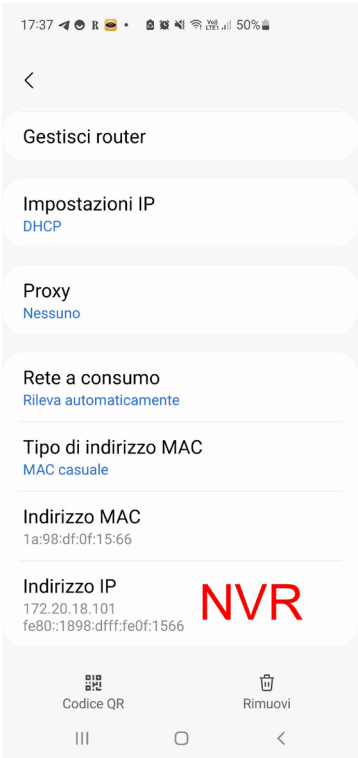 17:37 R • Vo) LTE1 50%
Gestisci router
Impostazioni IP
DHCP
Proxy
Nessuno
Rete a consumo
Rileva automaticamente
Tipo di indirizzo MAC
MAC casuale
Indirizzo MAC
1a:98:df:0f:15:66
Indirizzo IP
172.20.18.101
fe80::1898:dfff:fe0f:1566
NVR
Codice QR Rimuovi